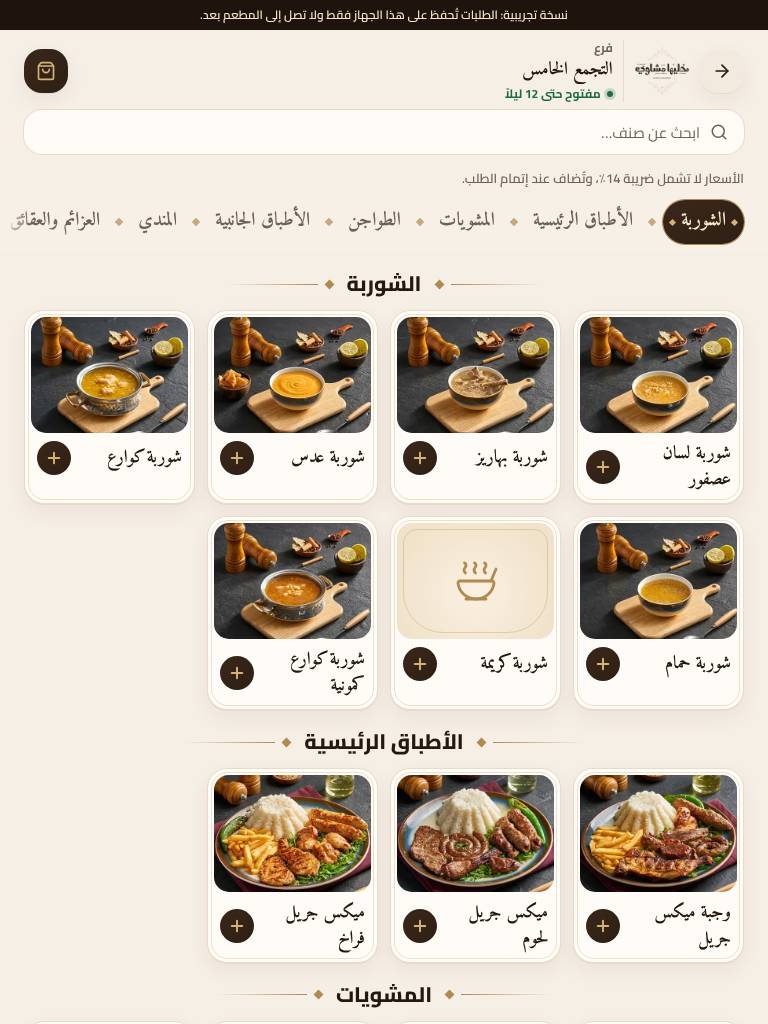 نسخة تجريبية: الطلبات تُحفظ على هذا الجهاز فقط ولا تصل إلى المطعم بعد.
فرع
التجمع الخامس
مفتوح حتى 12 ليلاً
ابحث عن صنف...
الأسعار لا تشمل ضريبة 14٪، وتُضاف عند إتمام الطلب.
الشوربة
الأطباق الرئيسية
المشويات
الطواجن
الأطباق الجانبية
المندي
العزائم والعقائق
الشوربة
شوربة لسان
عصفور
شوربة بهاريز
شوربة عدس
شوربة كوارع
شوربة حمام
شوربة كريمة
شوربة كوارع
كمونية
الأطباق الرئيسية
وجبة ميكس
جريل
ميكس جريل
لحوم
ميكس جريل
فراخ
المشويات